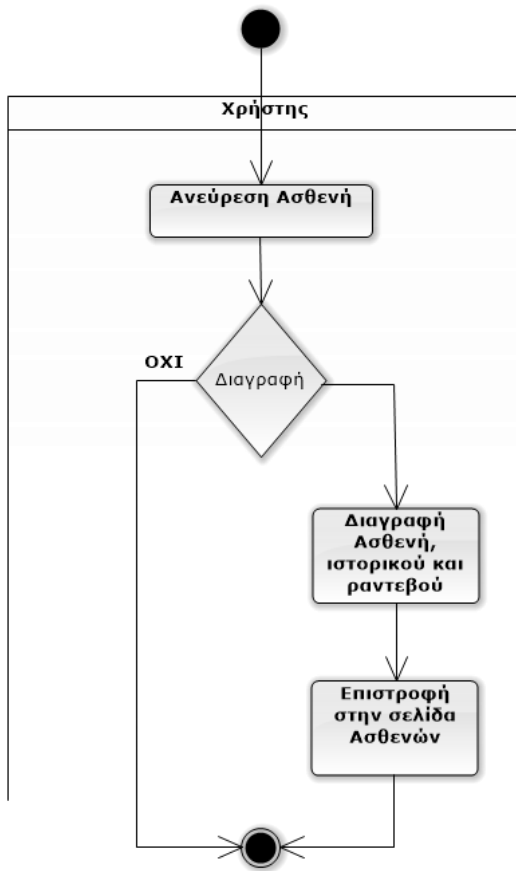 Χρήστης
Ανεύρεση Ασθενή
ΟΧΙ
Διαγραφή
Διαγραφή
Ασθενή,
ιστορικού και
ραντεβού
Επιστροφή
στην σελίδα
Ασθενών